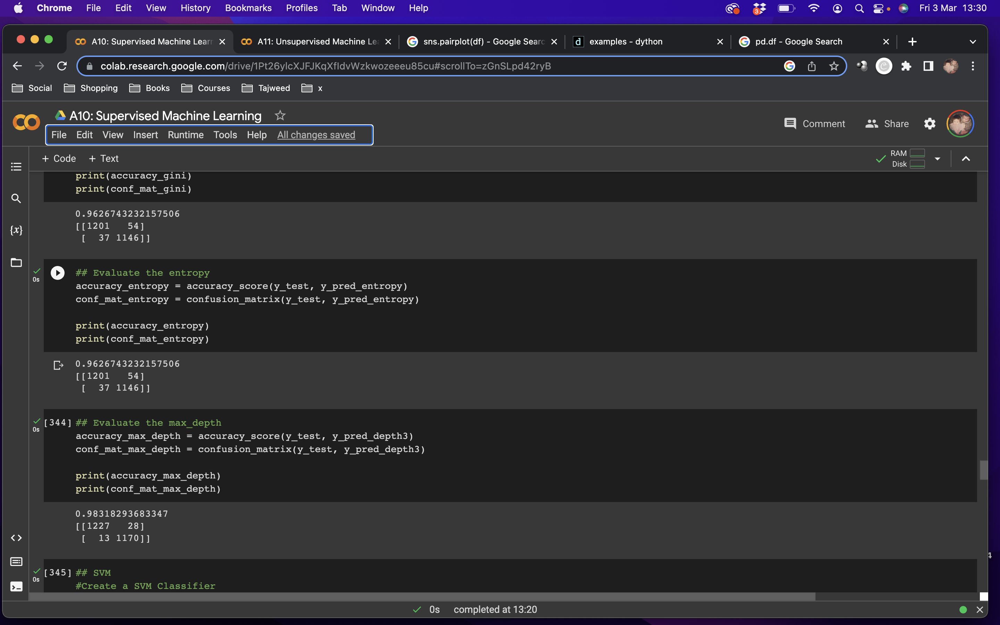 Chrome File Edit View History Bookmarks Profiles Tab Window Help 3 Fri 3 Mar 13:30
A10: Supervised Machine Learn A11: Unsupervised Machine Le sns.pairplot(df) - Google Searc d examples - dython pd.df - Google Search
colab.research.google.com/drive/1Pt26ylcXJFJKqXfIdvWzkwozeeeu85cu#scrollTo=zGnSLpd42ryB
Social Shopping Books Courses Tajweed x
A10: Supervised Machine Learning
Comment Share
File Edit View Insert Runtime Tools Help All changes saved
+ Code + Text
RAM
Disk
print(accuracy_gini)
print(conf_mat_gini)
0.9626743232157506
[[1201 54]
[ 37 1146]]
{x}
## Evaluate the entropy
0s
accuracy_entropy = accuracy_score(y_test, y_pred_entropy)
conf_mat_entropy = confusion_matrix(y_test, y_pred_entropy)
print(accuracy_entropy)
print(conf_mat_entropy)
0.9626743232157506
[[1201 54]
[ 37 1146]]
[344] ## Evaluate the max_depth
0s
accuracy_max_depth = accuracy_score(y_test, y_pred_depth3)
conf_mat_max_depth = confusion_matrix(y_test, y_pred_depth3)
print(accuracy_max_depth)
print(conf_mat_max_depth)
0.98318293683347
[[1227 28]
[ 13 1170]]
4
[345] ## SVM
0s
#Create a SVM Classifier
0s completed at 13:20